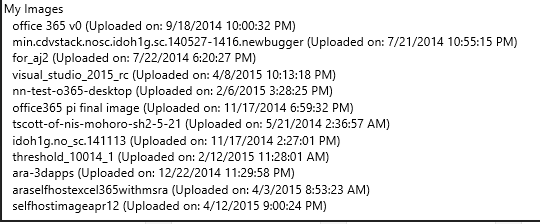 My Images
office 365 v0 (Uploaded on: 9/18/2014 10:00:32 PM)
min.cdvstack.nosc.idoh1g.sc.140527-1416.newbugger (Uploaded on: 7/21/2014 10:55:15 PM)
for_aj2 (Uploaded on: 7/22/2014 6:20:27 PM)
visual_studio_2015_rc (Uploaded on: 4/8/2015 10:13:18 PM)
nn-test-o365-desktop (Uploaded on: 2/6/2015 3:28:25 PM)
office365 pi final image (Uploaded on: 11/17/2014 6:59:32 PM)
tscott-of-nis-mohoro-sh2-5-21 (Uploaded on: 5/21/2014 2:36:57 AM)
idoh1g.no_sc.141113 (Uploaded on: 11/17/2014 2:27:01 PM)
threshold_10014_1 (Uploaded on: 2/12/2015 11:28:01 AM)
ara-3dapps (Uploaded on: 12/22/2014 11:29:58 PM)
araselfhostexcel365withmsra (Uploaded on: 4/3/2015 8:53:23 AM)
selfhostimageapr12 (Uploaded on: 4/12/2015 9:00:24 PM)